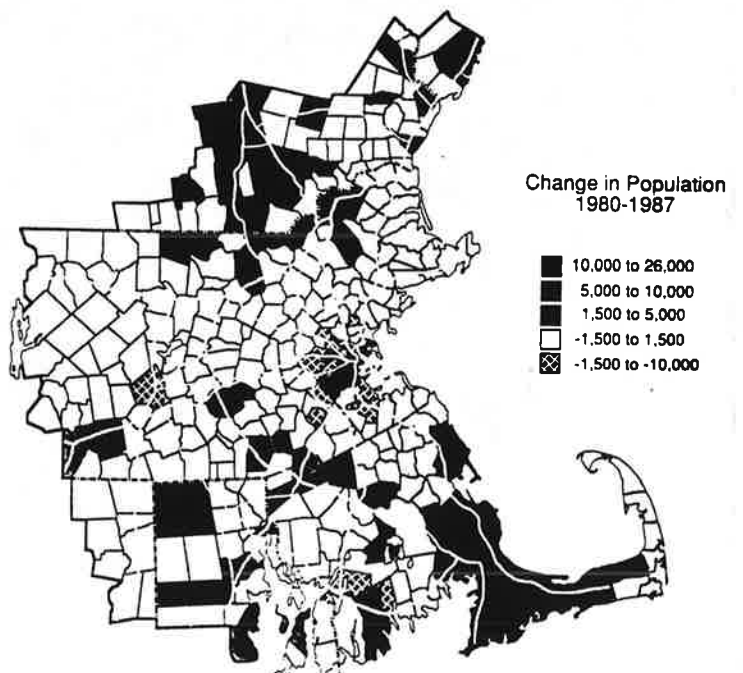 Change in Population
1980-1987
10,000 to 26,000
5,000 to 10,000
1,500 to 5,000
-1,500 to 1,500
-1,500 to -10,000